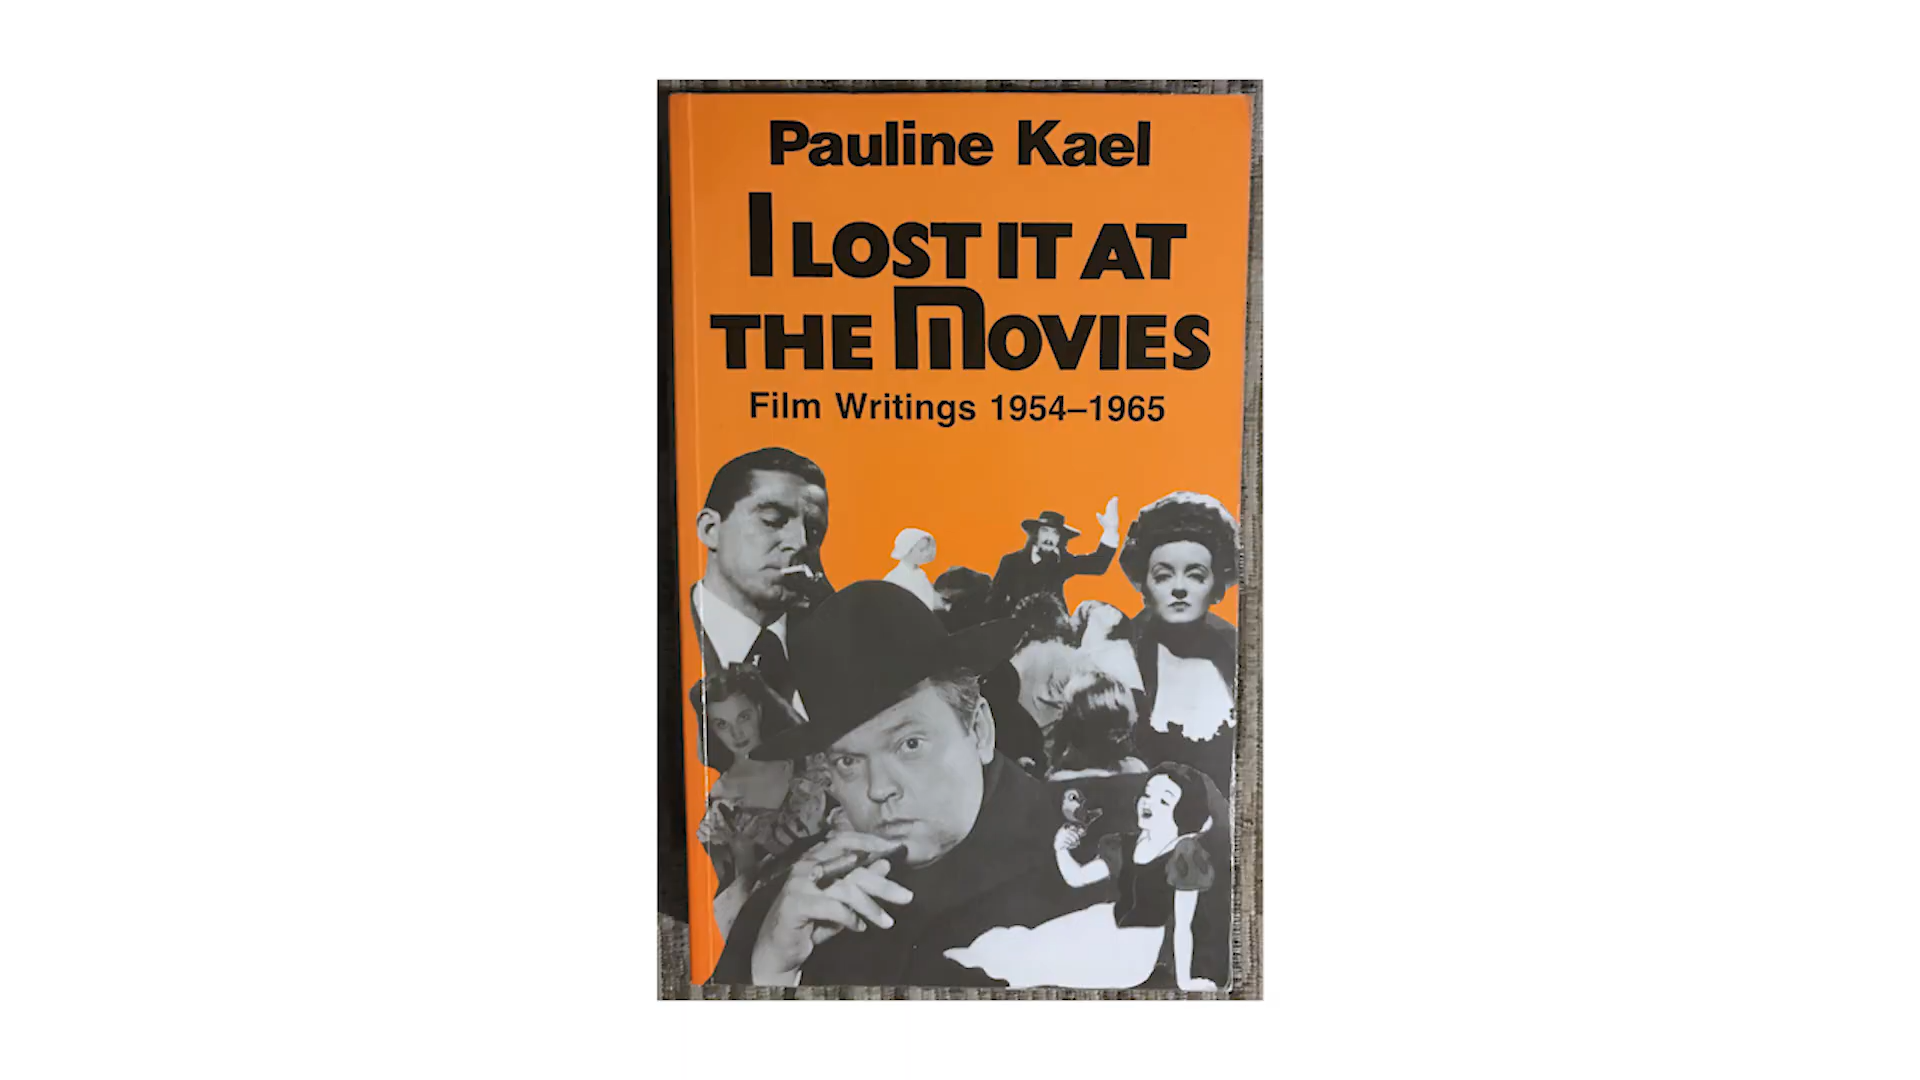 Pauline Kael
I LOST IT AT
THE MOVIES
Film Writings 1954–1965